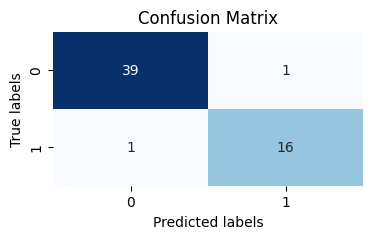 Confusion Matrix
True labels
0
39
1
1
1
16
0
1
Predicted labels